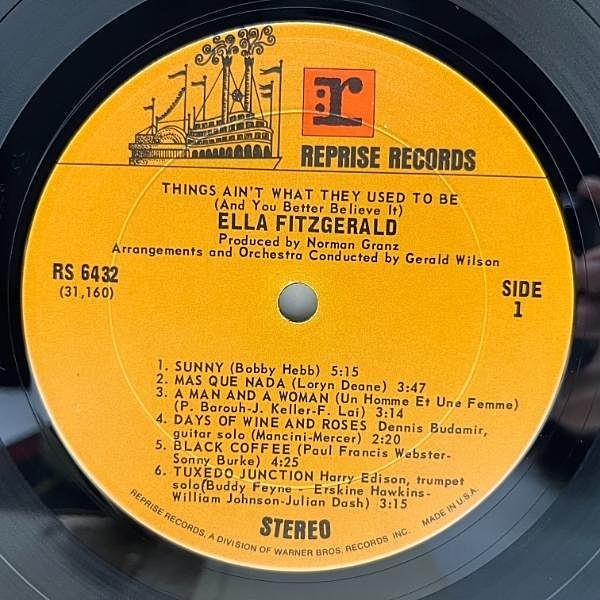 r
REPRISE RECORDS
THINGS AIN'T WHAT THEY USED TO BE
(And You Better Believe It)
ELLA FITZGERALD
Produced by Norman Granz
Arrangements and Orchestra Conducted by Gerald Wilson
RS 6432
(31,160)
SIDE
1
1. SUNNY (Bobby Hebb) 5:15
2. MAS QUE NADA (Loryn Deane) 3:47
3. A MAN AND A WOMAN (Un Homme Et Une Femme)
(P. Barouh-J. Keller-F. Lai) 3:14
4. DAYS OF WINE AND ROSES Dennis Budamir,
guitar solo (Mancini-Mercer) 2:20
5. BLACK COFFEE (Paul Francis Webster-
Sonny Burke) 4:25
6. TUXEDO JUNCTION Harry Edison, trumpet
solo(Buddy Feyne - Erskine Hawkins-
William Johnson-Julian Dash) 3:15
STEREO
REPRISE RECORDS, A DIVISION OF WARNER BROS. RECORDS INC. MADE IN U.S.A.